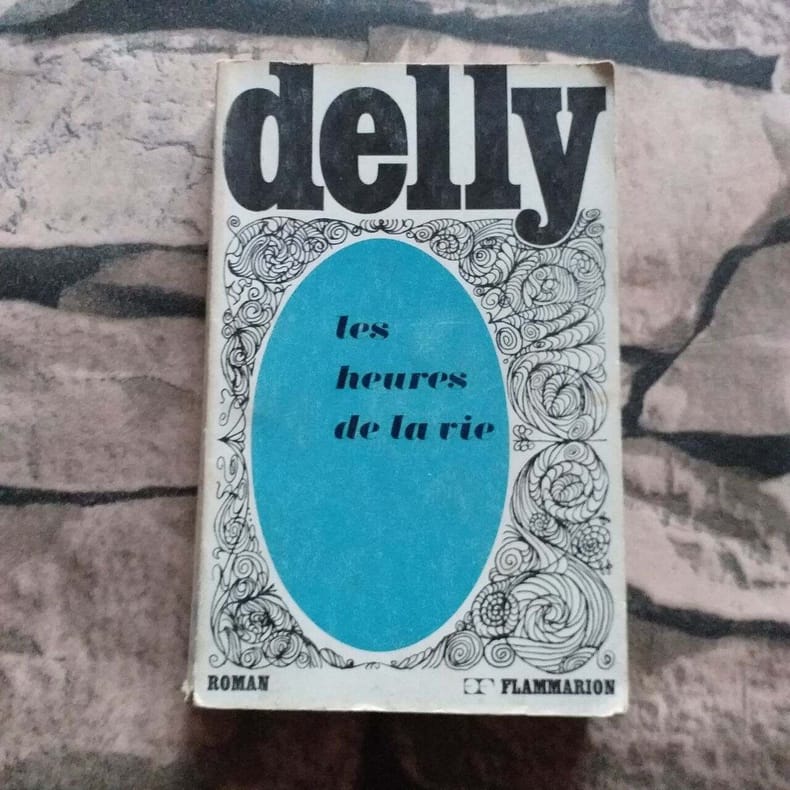 delly
les
heures
de la vie
ROMAN
FLAMMARION